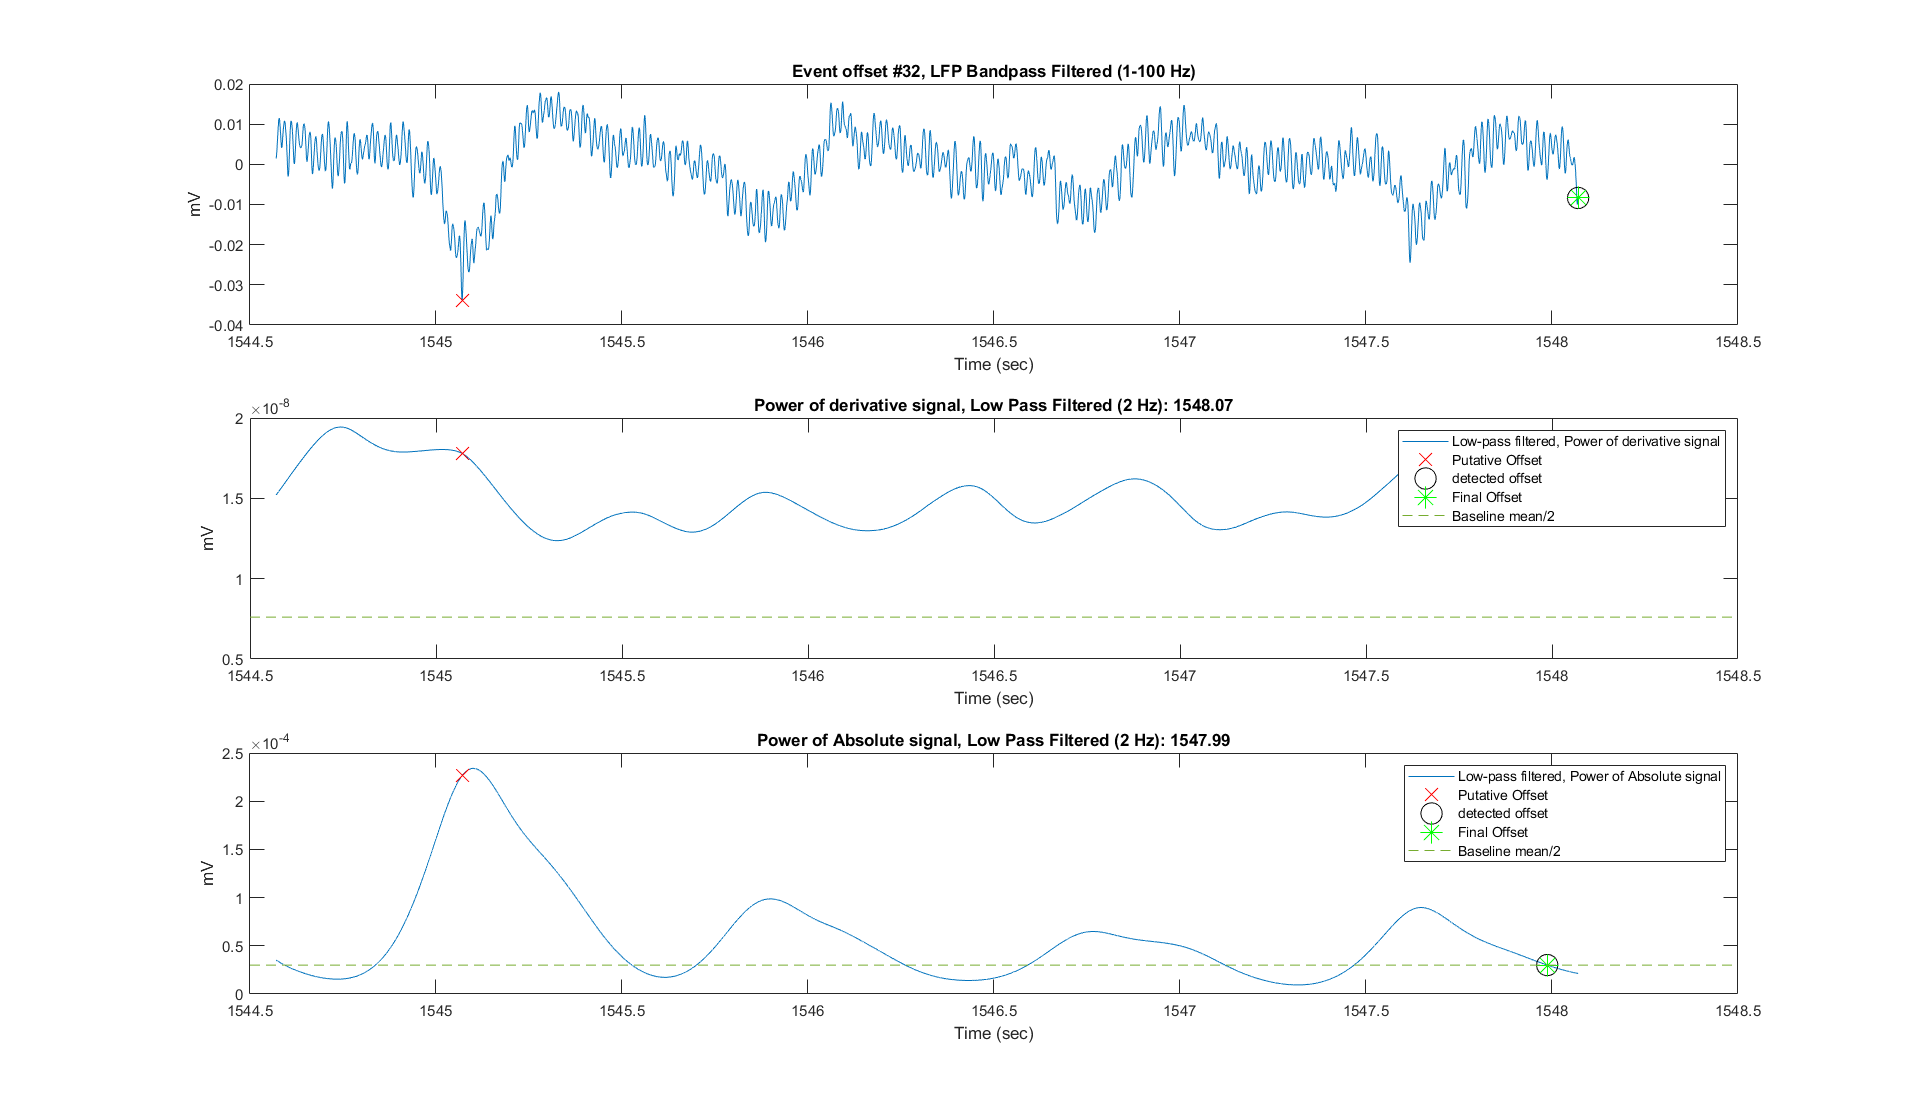 Event offset #32, LFP Bandpass Filtered (1-100 Hz)
0.02
0.01
0
-0.01
-0.02
-0.03
-0.04
mV
1544.5 1545 1545.5 1546 1546.5 1547 1547.5 1548 1548.5
Time (sec)
Power of derivative signal, Low Pass Filtered (2 Hz): 1548.07
×10^-8
2
1.5
1
0.5
mV
Low-pass filtered, Power of derivative signal
Putative Offset
detected offset
Final Offset
Baseline mean/2
1544.5 1545 1545.5 1546 1546.5 1547 1547.5 1548 1548.5
Time (sec)
Power of Absolute signal, Low Pass Filtered (2 Hz): 1547.99
×10^-4
2.5
2
1.5
1
0.5
0
mV
Low-pass filtered, Power of Absolute signal
Putative Offset
detected offset
Final Offset
Baseline mean/2
1544.5 1545 1545.5 1546 1546.5 1547 1547.5 1548 1548.5
Time (sec)